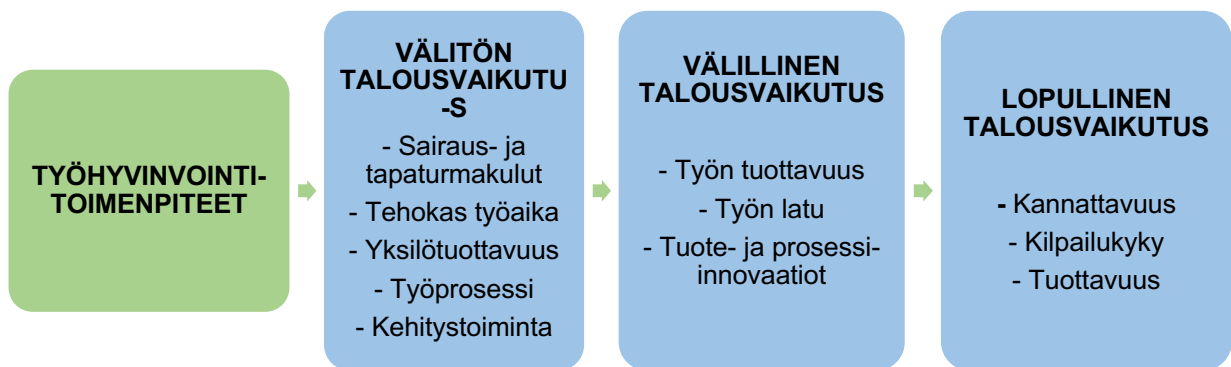 TYÖHYVINVOINTI-
TOIMENPITEET
VÄLITÖN
TALOUSVAIKUTU
-S
- Sairaus- ja
tapaturmakulut
- Tehokas työaika
- Yksilötuottavuus
- Työprosessi
- Kehitystoiminta
VÄLILLINEN
TALOUSVAIKUTUS
- Työn tuottavuus
- Työn latu
- Tuote- ja prosessi-
innovaatiot
LOPULLINEN
TALOUSVAIKUTUS
- Kannattavuus
- Kilpailukyky
- Tuottavuus